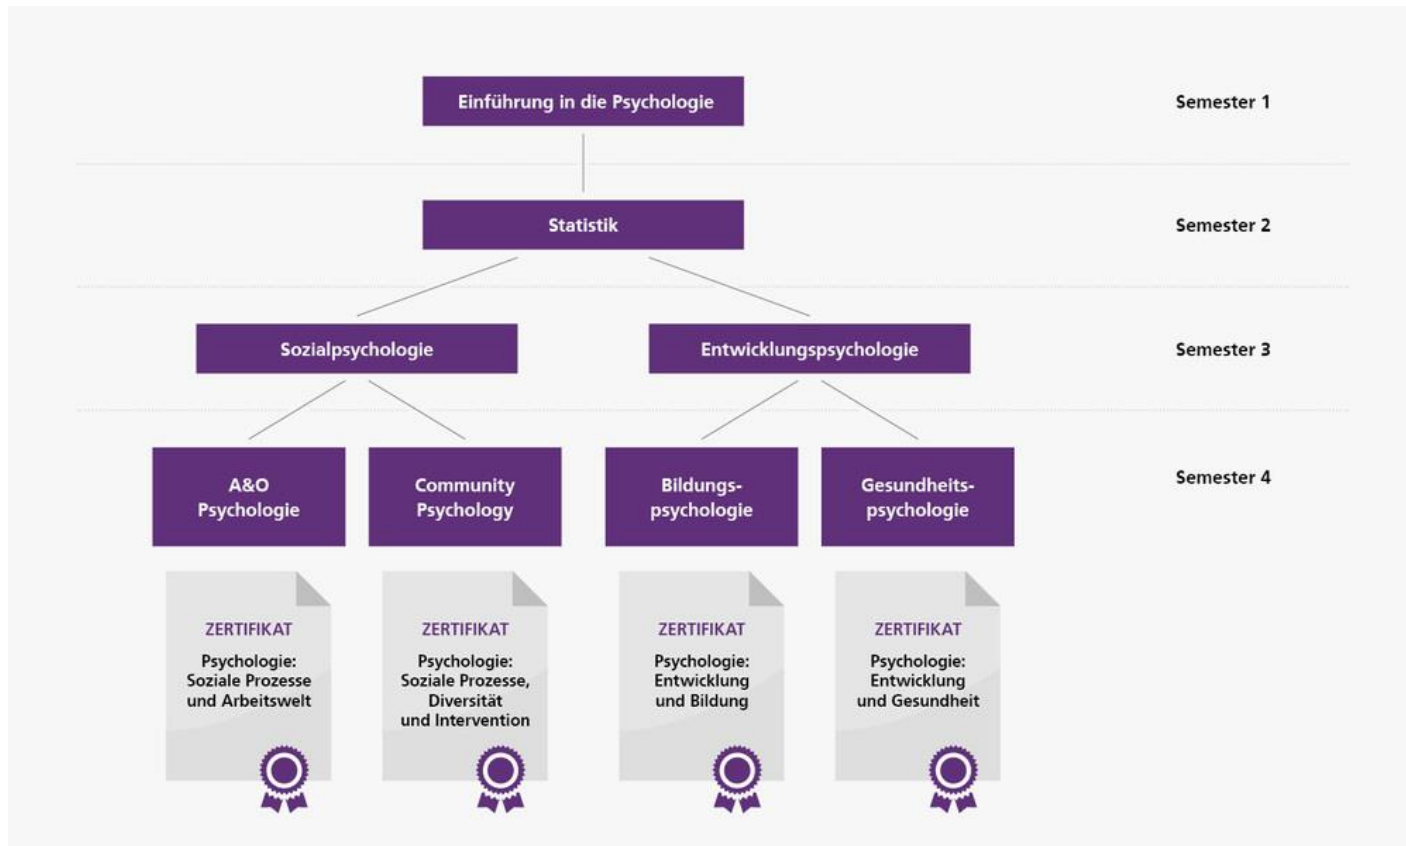 Einführung in die Psychologie
Semester 1
Statistik
Semester 2
Sozialpsychologie
Entwicklungspsychologie
Semester 3
A&O
Psychologie
Community
Psychology
Bildungs-
psychologie
Gesundheits-
psychologie
Semester 4
ZERTIFIKAT
Psychologie:
Soziale Prozesse
und Arbeitswelt
ZERTIFIKAT
Psychologie:
Soziale Prozesse,
Diversität
und Intervention
ZERTIFIKAT
Psychologie:
Entwicklung
und Bildung
ZERTIFIKAT
Psychologie:
Entwicklung
und Gesundheit